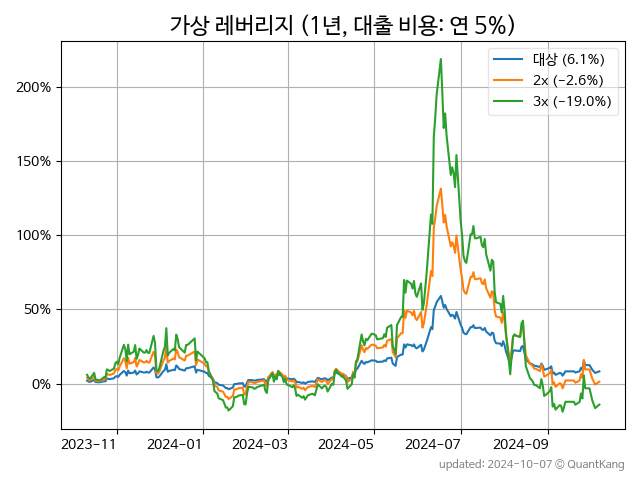 가상 레버리지 (1년, 대출 비용: 연 5%)
대상 (6.1%)
2x (-2.6%)
3x (-19.0%)
200%
150%
100%
50%
0%
2023-11 2024-01 2024-03 2024-05 2024-07 2024-09
updated: 2024-10-07 © QuantKang